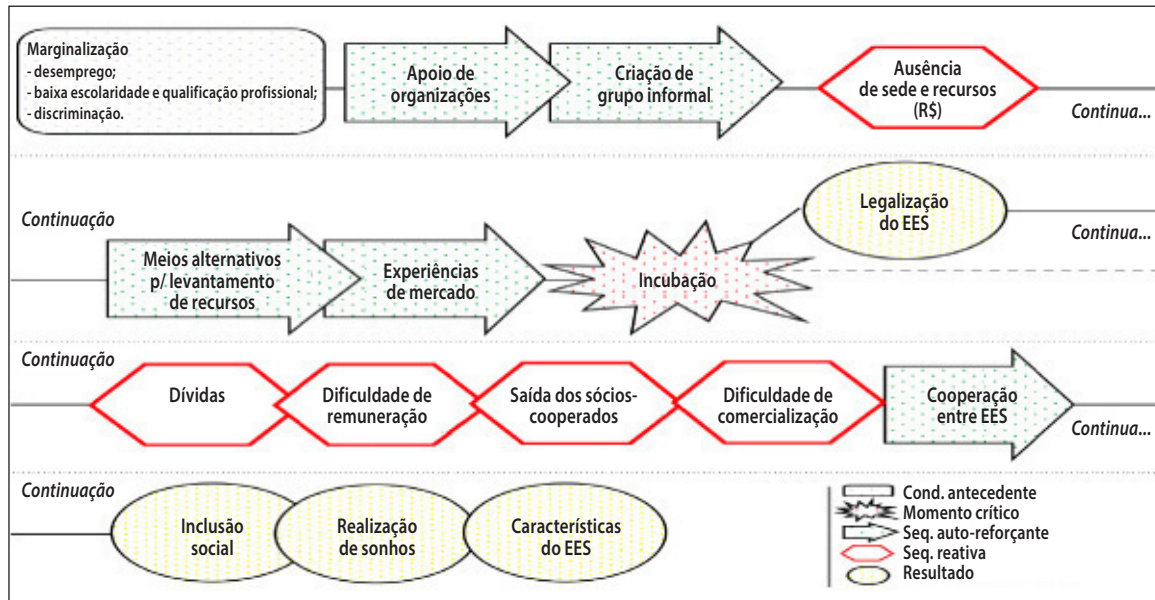 Marginalização
- desemprego;
- baixa escolaridade e qualificação profissional;
- discriminação.
Apoio de
organizações
Criação de
grupo informal
Ausência
de sede e recursos
(R$)
Continua...
Continuação
Meios alternativos
p/ levantamento
de recursos
Experiências
de mercado
Incubação
Legalização
do EES
Continua...
Continuação
Dívidas
Dificuldade de
remuneração
Saída dos sócios-
cooperados
Dificuldade de
comercialização
Cooperação
entre EES
Continua...
Continuação
Inclusão
social
Realização
de sonhos
Características
do EES
Cond. antecedente
Momento crítico
Seq. auto-reforçante
Seq. reativa
Resultado